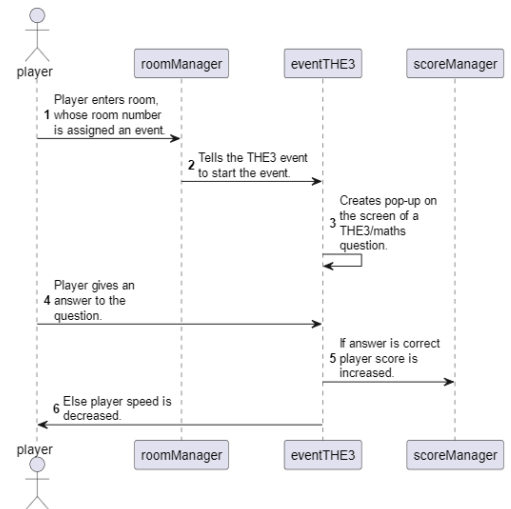 player
roomManager
eventTHE3
scoreManager
Player enters room,
1 whose room number
is assigned an event.
2 Tells the THE3 event
to start the event.
Creates pop-up on
the screen of a
3 THE3/maths
question.
Player gives an
4 answer to the
question.
If answer is correct
5 player score is
increased.
6 Else player speed is
decreased.
player
roomManager
eventTHE3
scoreManager